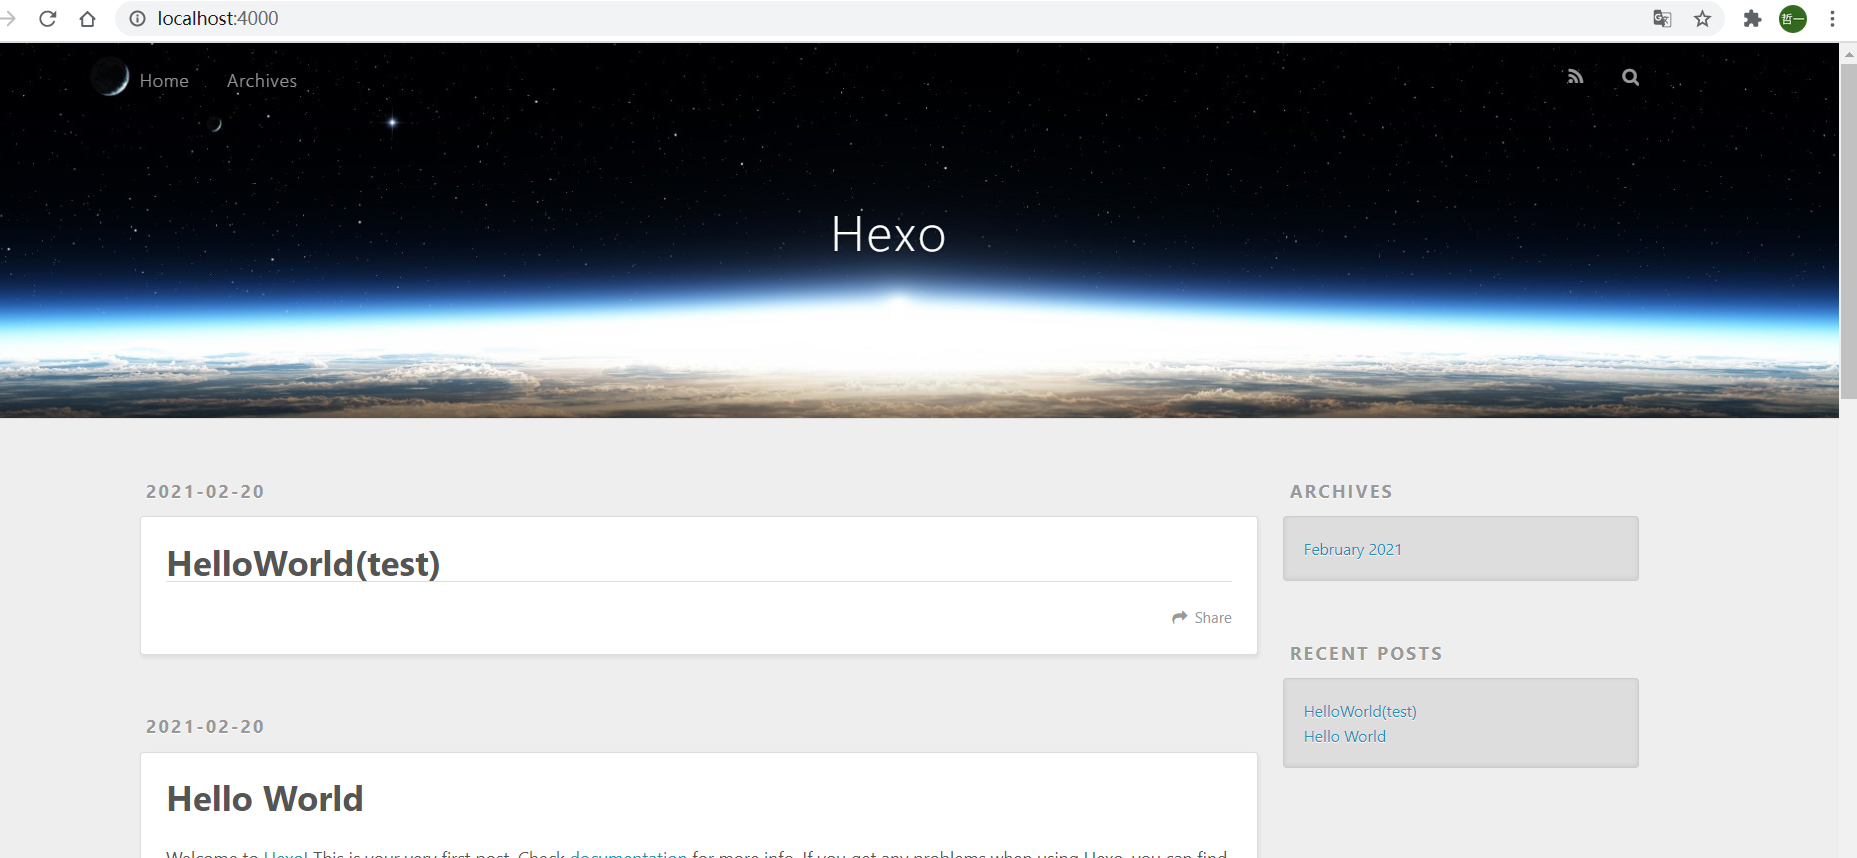 localhost:4000
哲一
Home Archives
Hexo
2021-02-20
HelloWorld(test)
Share
2021-02-20
Hello World
Welcome to Hexo! This is your very first post. Check documentation for more info. If you get any problems when using Hexo, you can find
ARCHIVES
February 2021
RECENT POSTS
HelloWorld(test)
Hello World